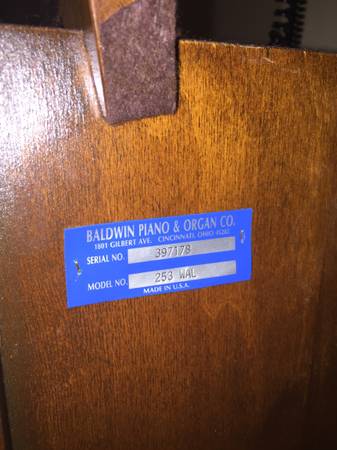 BALDWIN PIANO & ORGAN CO.
1801 GILBERT AVE. CINCINNATI, OHIO 45202
SERIAL NO. 397178
MODEL NO. 253 WAL
MADE IN U.S.A.